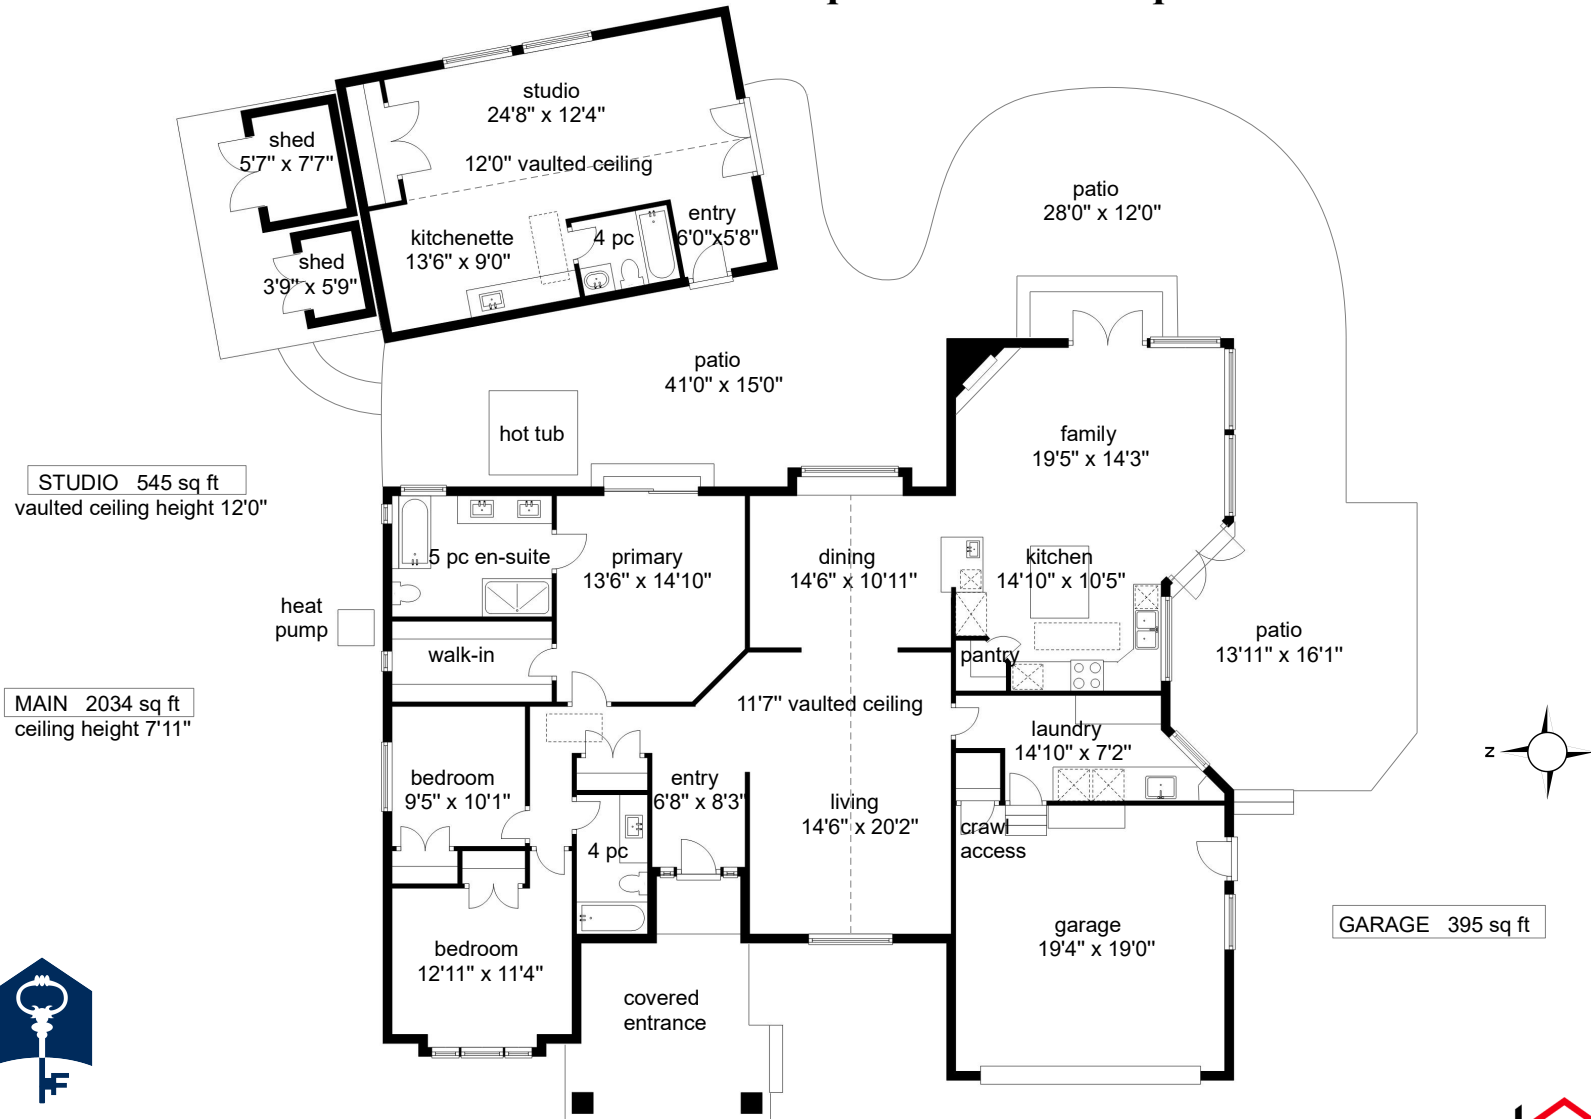 studio
24'8" x 12'4"
12'0" vaulted ceiling
shed
5'7" x 7'7"
shed
3'9" x 5'9"
kitchenette
13'6" x 9'0"
4 pc
entry
6'0"x5'8"
patio
28'0" x 12'0"
patio
41'0" x 15'0"
hot tub
family
19'5" x 14'3"
STUDIO 545 sq ft
vaulted ceiling height 12'0"
5 pc en-suite
primary
13'6" x 14'10"
dining
14'6" x 10'11"
kitchen
14'10" x 10'5"
heat
pump
walk-in
pantry
patio
13'11" x 16'1"
MAIN 2034 sq ft
ceiling height 7'11"
11'7" vaulted ceiling
laundry
14'10" x 7'2"
z
bedroom
9'5" x 10'1"
entry
6'8" x 8'3"
living
14'6" x 20'2"
crawl
access
4 pc
garage
19'4" x 19'0"
GARAGE 395 sq ft
bedroom
12'11" x 11'4"
covered
entrance
F